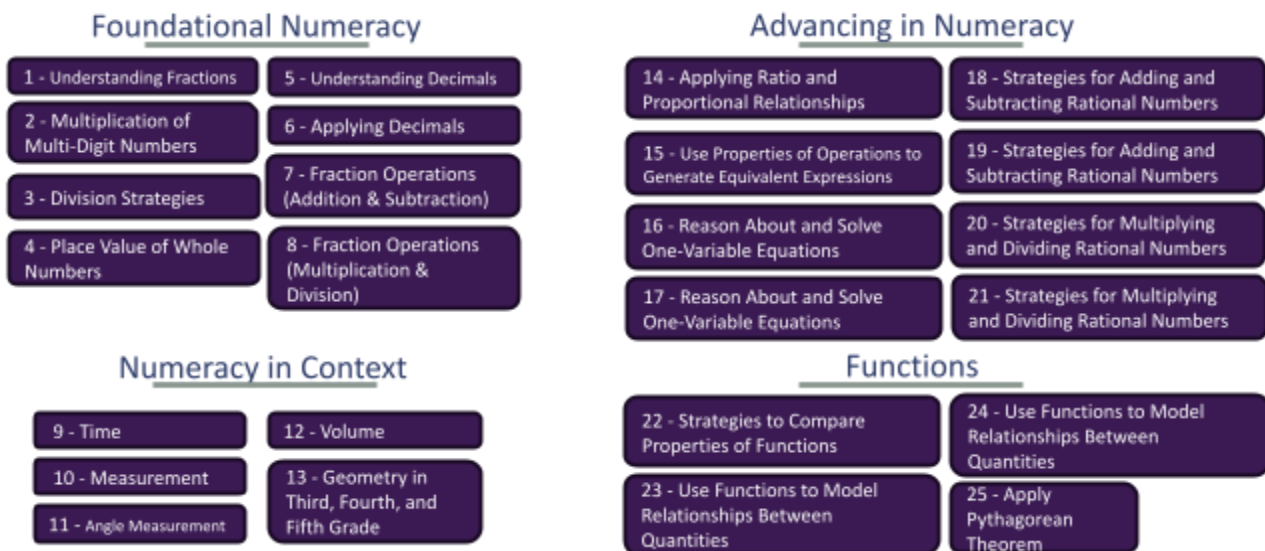 Foundational Numeracy
1 - Understanding Fractions
2 - Multiplication of
Multi-Digit Numbers
3 - Division Strategies
4 - Place Value of Whole
Numbers
5 - Understanding Decimals
6 - Applying Decimals
7 - Fraction Operations
(Addition & Subtraction)
8 - Fraction Operations
(Multiplication &
Division)
Advancing in Numeracy
14 - Applying Ratio and
Proportional Relationships
15 - Use Properties of Operations to
Generate Equivalent Expressions
16 - Reason About and Solve
One-Variable Equations
17 - Reason About and Solve
One-Variable Equations
18 - Strategies for Adding and
Subtracting Rational Numbers
19 - Strategies for Adding and
Subtracting Rational Numbers
20 - Strategies for Multiplying
and Dividing Rational Numbers
21 - Strategies for Multiplying
and Dividing Rational Numbers
Numeracy in Context
9 - Time
10 - Measurement
11 - Angle Measurement
12 - Volume
13 - Geometry in
Third, Fourth, and
Fifth Grade
Functions
22 - Strategies to Compare
Properties of Functions
23 - Use Functions to Model
Relationships Between
Quantities
24 - Use Functions to Model
Relationships Between
Quantities
25 - Apply
Pythagorean
Theorem